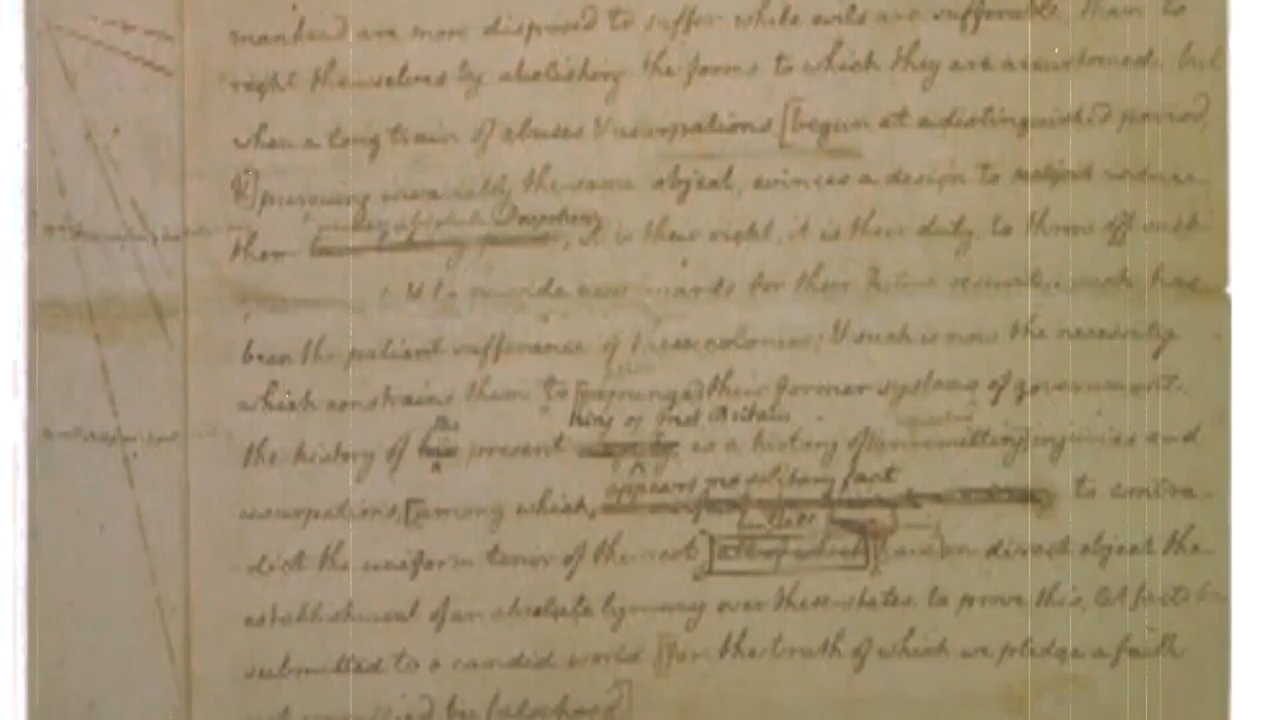 mankind are more disposed to suffer while evils are sufferable, than to
right themselves by abolishing the forms to which they are accustomed. but
when a long train of abuses & usurpations [begun at a distinguished period
&] pursuing invariably the same object, evinces a design to reduce
Despotism
them it is their right, it is their duty, to throw off such
& to provide new guards for their future security. such has
been the patient sufferance of these colonies; & such is now the necessity
which constrains them to [expunge] their former systems of government.
the King of Great Britain
the history of his present is a history of [unremitting] injuries and
appears no solitary fact
usurpations, [among which, to contra-
dict the uniform tenor of the rest] have in direct object the
establishment of an absolute tyranny over these states. to prove this, let facts be
submitted to a candid world [for the truth of which we pledge a faith
yet unsullied by falsehood]